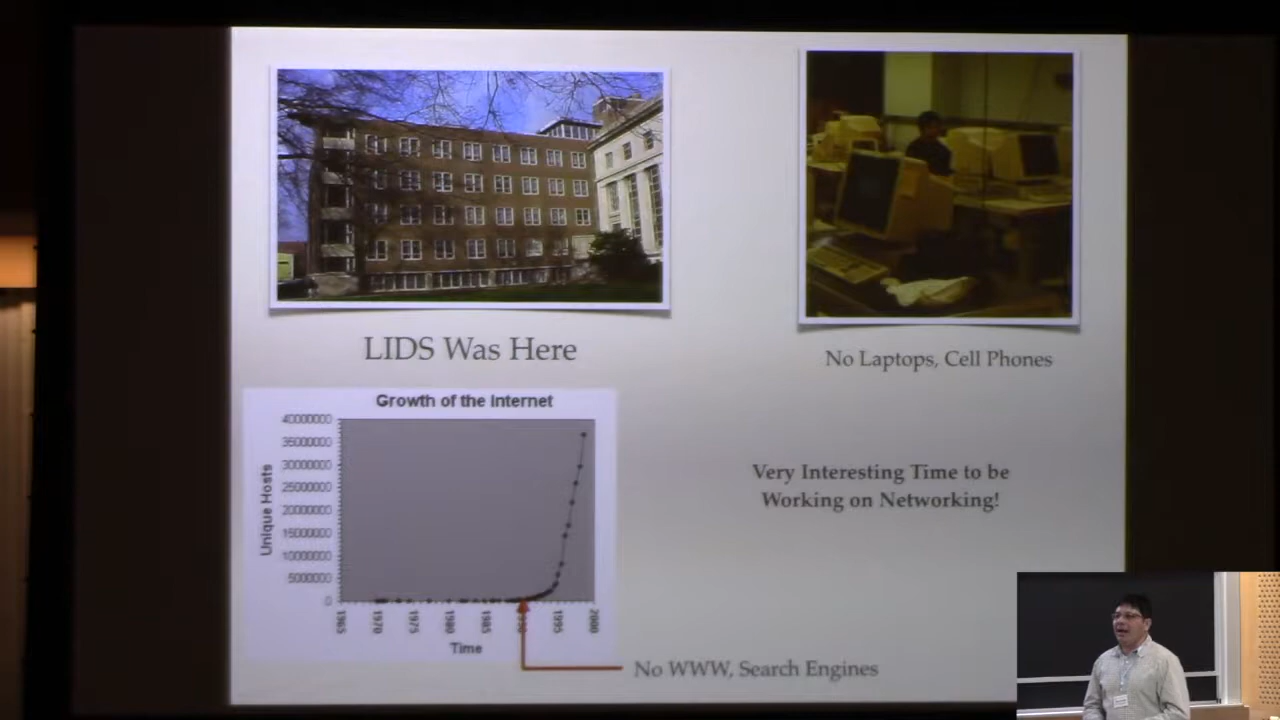 LIDS Was Here
No Laptops, Cell Phones
Growth of the Internet
Unique Hosts
40000000
35000000
30000000
25000000
20000000
15000000
10000000
5000000
0
1965
1970
1975
1980
1985
1990
1995
2000
Time
Very Interesting Time to be
Working on Networking!
No WWW, Search Engines